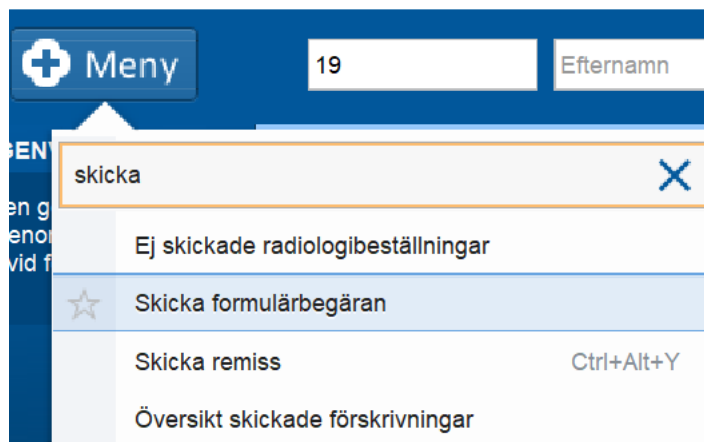 Meny
19
Efternamn
skicka
Ej skickade radiologibeställningar
Skicka formulärbegäran
Skicka remiss Ctrl+Alt+Y
Översikt skickade förskrivningar